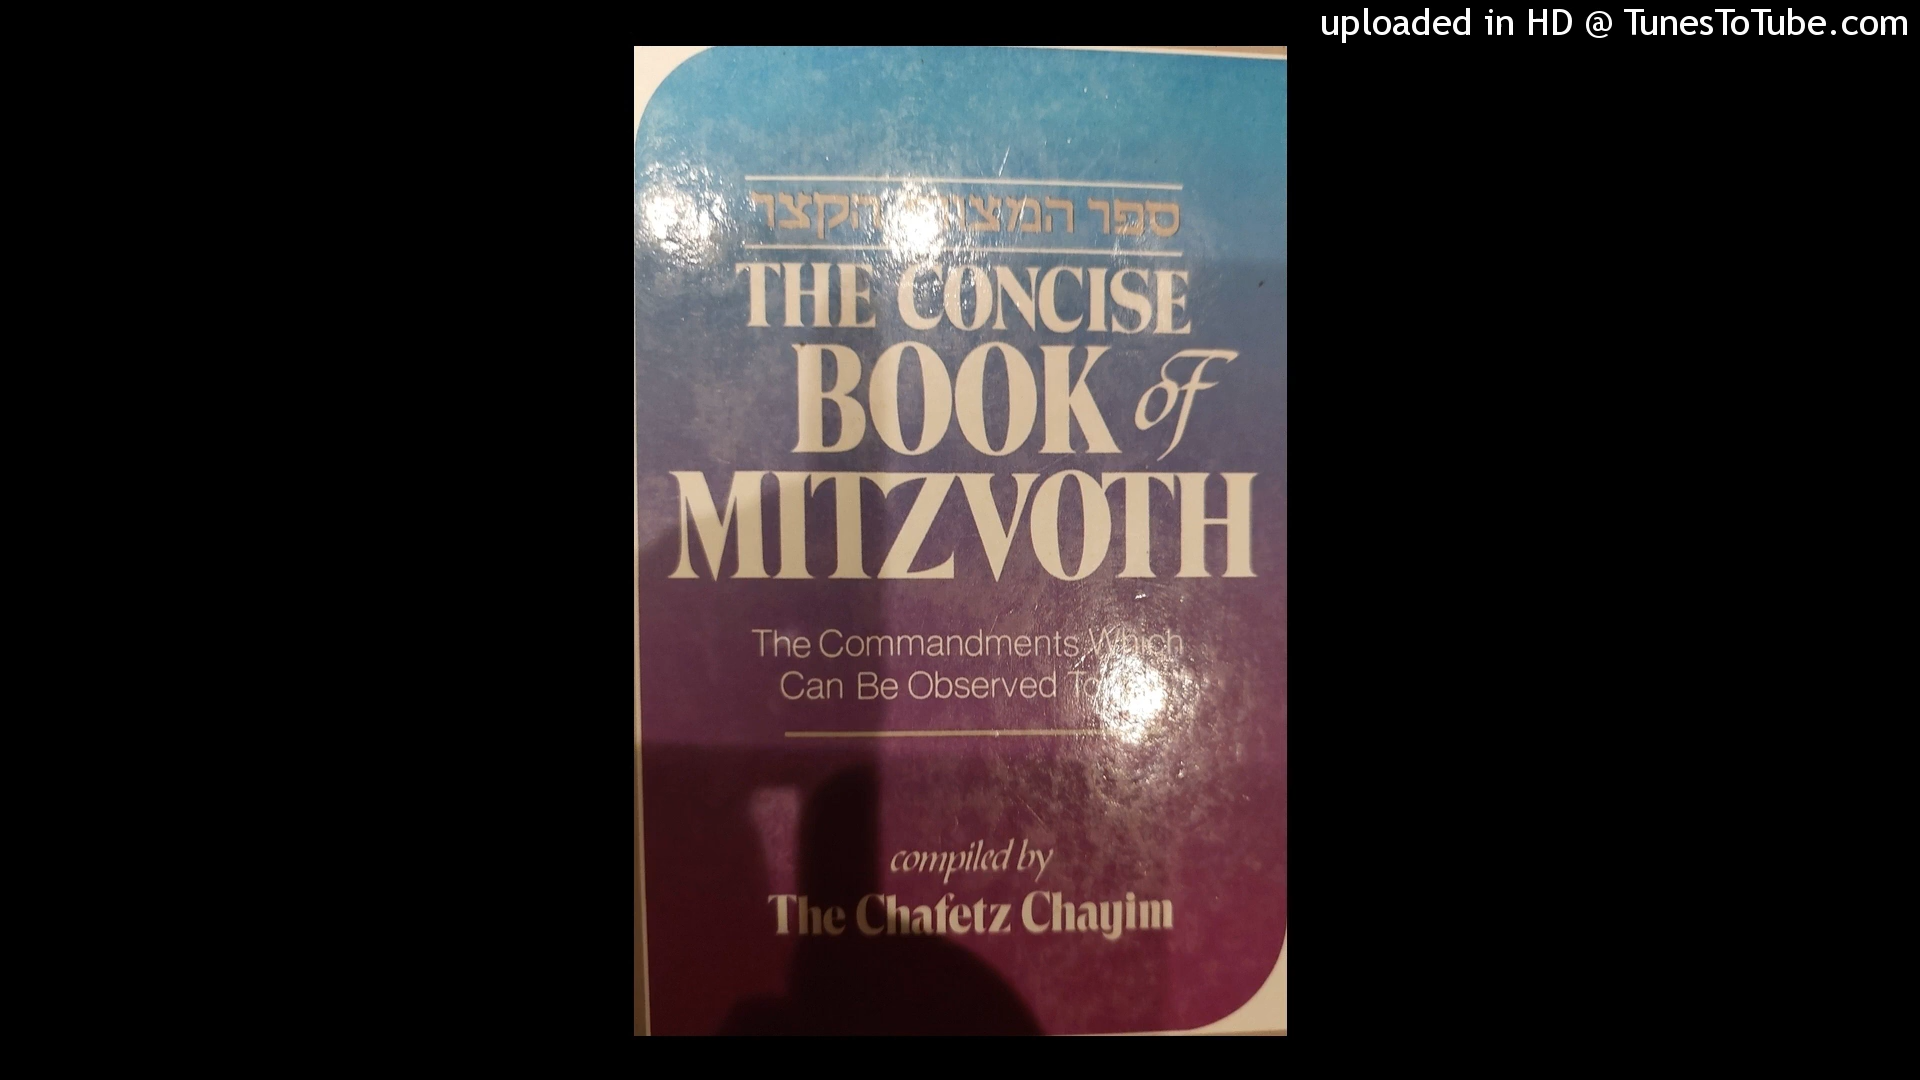 uploaded in HD @ TunesToTube.com
ספר הקצר
THE CONCISE
BOOK of
MITZVOTH
The Commandments Which
Can Be Observed
compiled by
The Chafetz Chayim